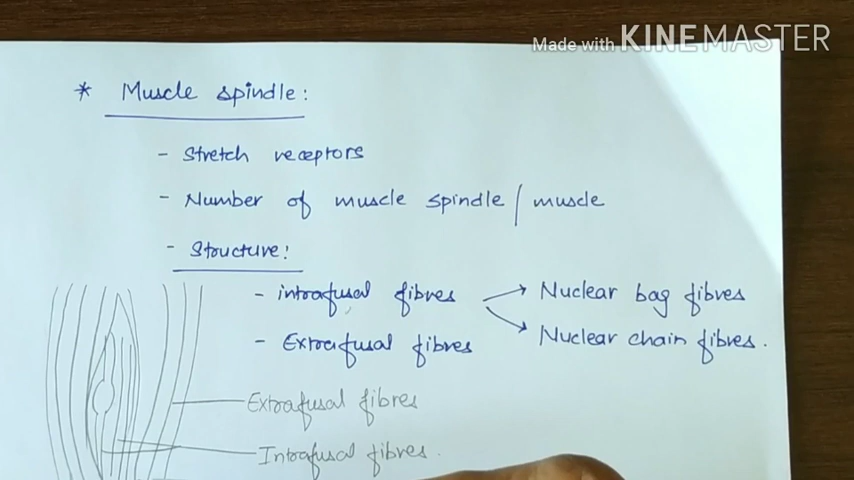 Made with KINEMASTER
* Muscle spindle:
- Stretch receptors
- Number of muscle spindle / muscle
- Structure:
- intrafusal fibres → Nuclear bag fibres
→ Nuclear chain fibres.
- Extrafusal fibres
Extrafusal fibres
Intrafusal fibres.